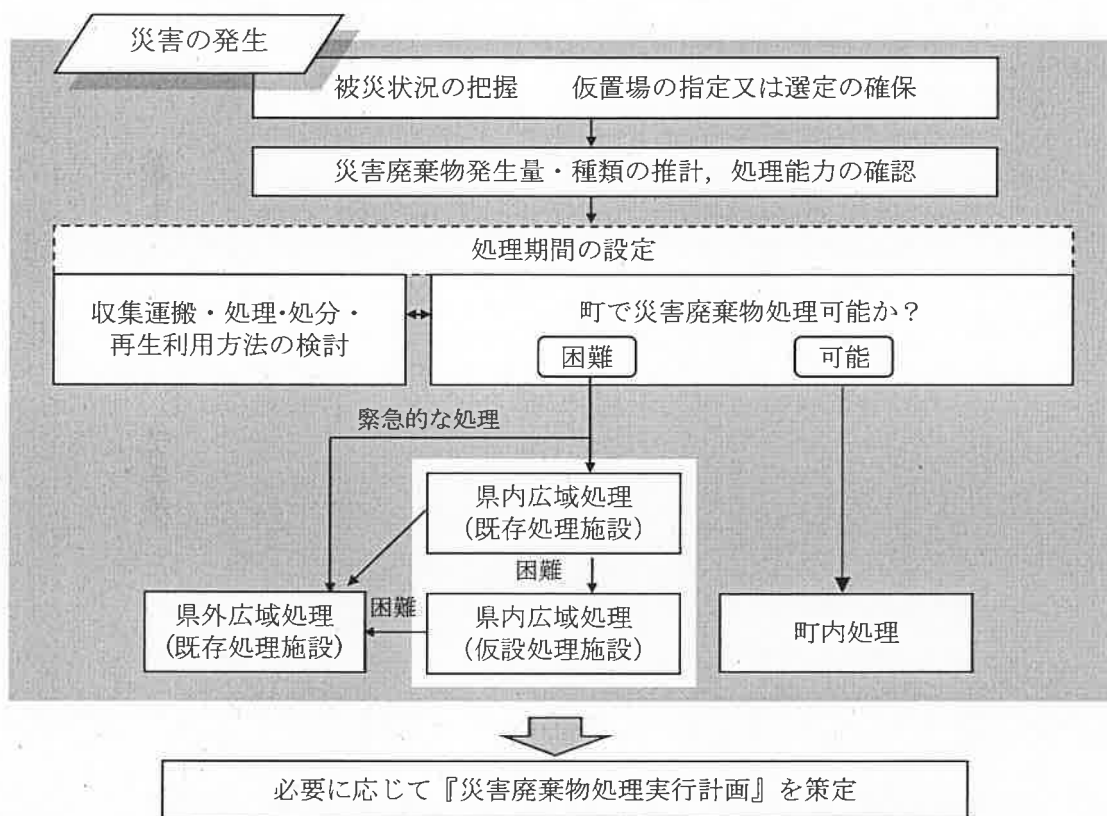 災害の発生
被災状況の把握　　仮置場の指定又は選定の確保
災害廃棄物発生量・種類の推計，処理能力の確認
処理期間の設定
収集運搬・処理・処分・
再生利用方法の検討
町で災害廃棄物処理可能か？
困難
可能
緊急的な処理
県内広域処理
(既存処理施設)
困難
県外広域処理
(既存処理施設)
困難
県内広域処理
(仮設処理施設)
町内処理
必要に応じて『災害廃棄物処理実行計画』を策定